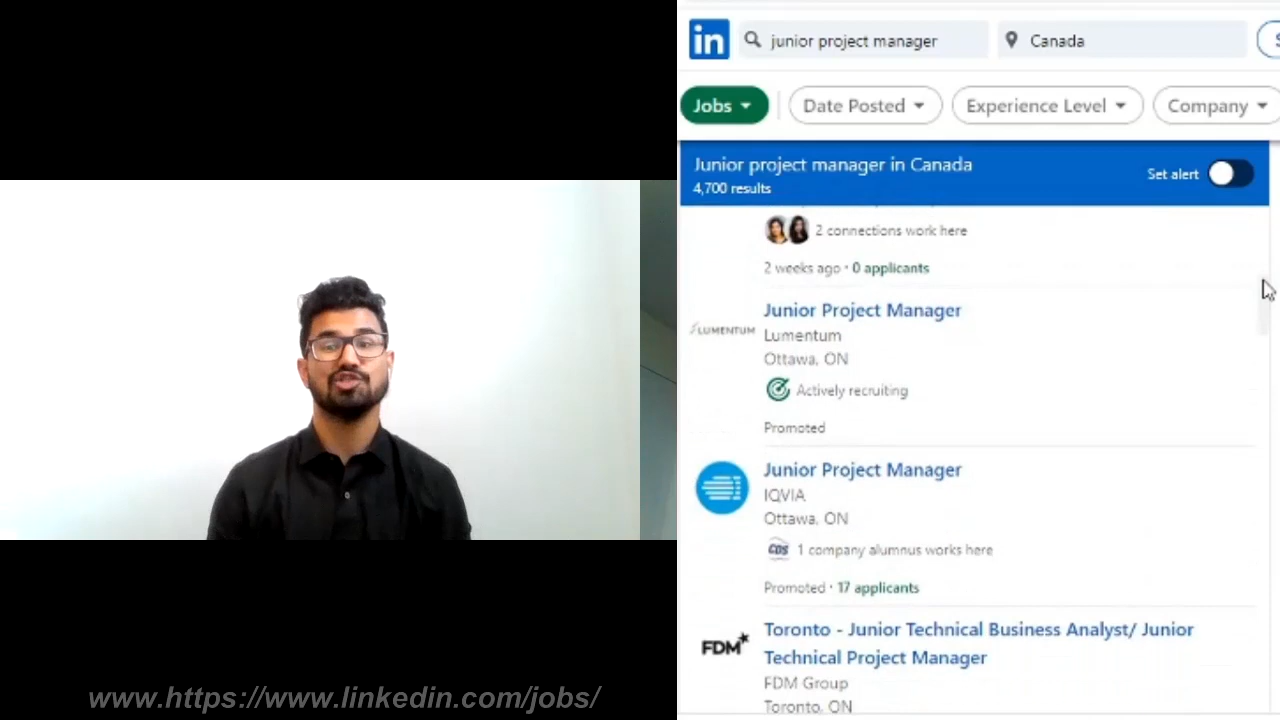 in junior project manager Canada
Jobs Date Posted Experience Level Company
Junior project manager in Canada
4,700 results
Set alert
2 connections work here
2 weeks ago · 0 applicants
Junior Project Manager
LUMENTUM
Lumentum
Ottawa, ON
Actively recruiting
Promoted
Junior Project Manager
IQVIA
Ottawa, ON
CDS 1 company alumnus works here
Promoted · 17 applicants
Toronto - Junior Technical Business Analyst/ Junior
Technical Project Manager
FDM
FDM Group
Toronto, ON
www.https://www.linkedin.com/jobs/